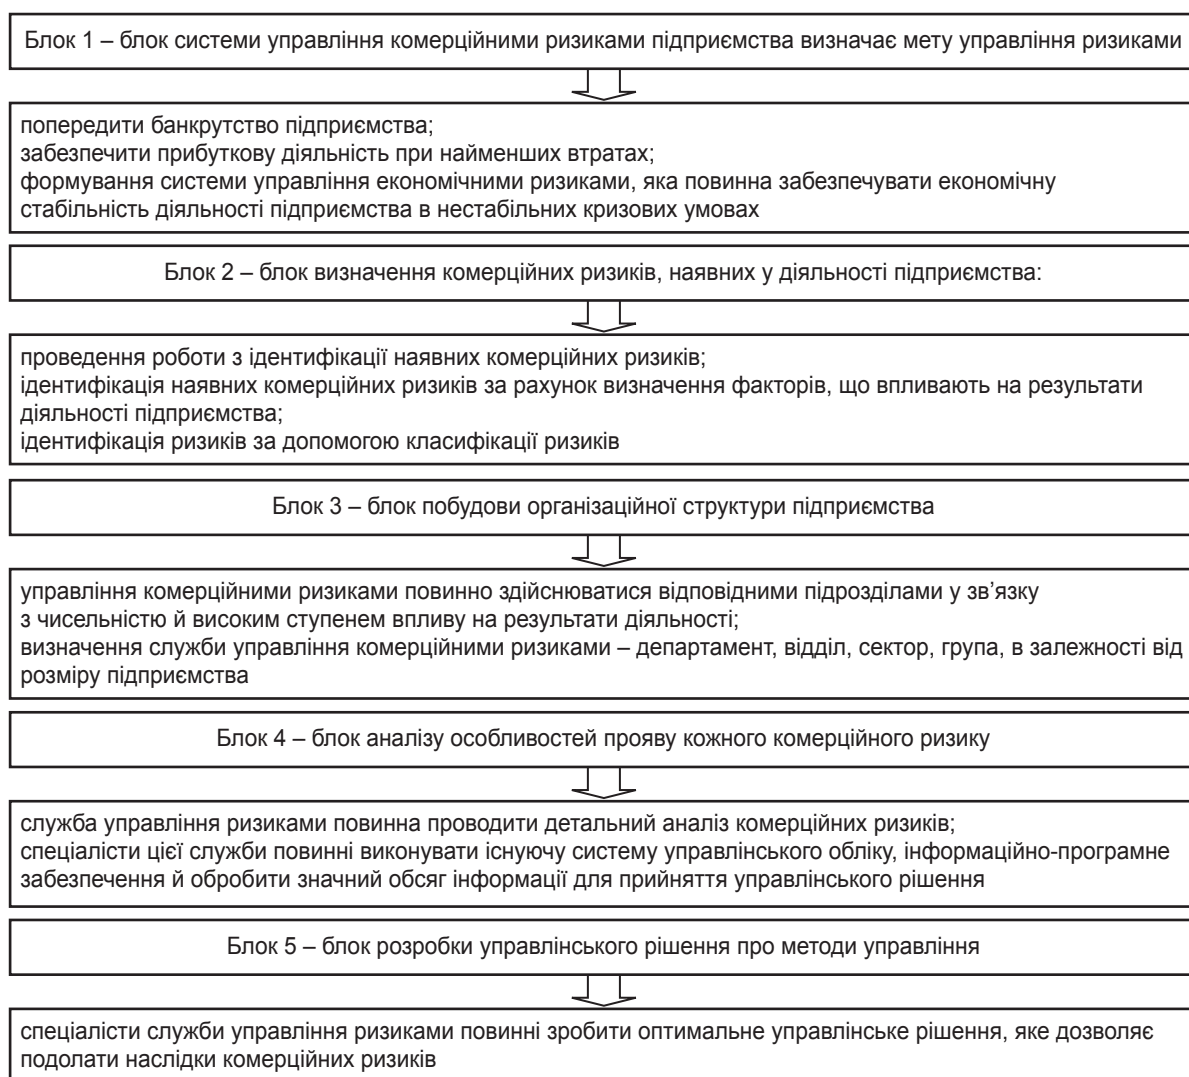 Блок 1 – блок системи управління комерційними ризиками підприємства визначає мету управління ризиками
попередити банкрутство підприємства;
забезпечити прибуткову діяльність при найменших втратах;
формування системи управління економічними ризиками, яка повинна забезпечувати економічну
стабільність діяльності підприємства в нестабільних кризових умовах
Блок 2 – блок визначення комерційних ризиків, наявних у діяльності підприємства:
проведення роботи з ідентифікації наявних комерційних ризиків;
ідентифікація наявних комерційних ризиків за рахунок визначення факторів, що впливають на результати
діяльності підприємства;
ідентифікація ризиків за допомогою класифікації ризиків
Блок 3 – блок побудови організаційної структури підприємства
управління комерційними ризиками повинно здійснюватися відповідними підрозділами у зв’язку
з чисельністю й високим ступенем впливу на результати діяльності;
визначення служби управління комерційними ризиками – департамент, відділ, сектор, група, в залежності від
розміру підприємства
Блок 4 – блок аналізу особливостей прояву кожного комерційного ризику
служба управління ризиками повинна проводити детальний аналіз комерційних ризиків;
спеціалісти цієї служби повинні виконувати існуючу систему управлінського обліку, інформаційно-програмне
забезпечення й обробити значний обсяг інформації для прийняття управлінського рішення
Блок 5 – блок розробки управлінського рішення про методи управління
спеціалісти служби управління ризиками повинні зробити оптимальне управлінське рішення, яке дозволяє
подолати наслідки комерційних ризиків